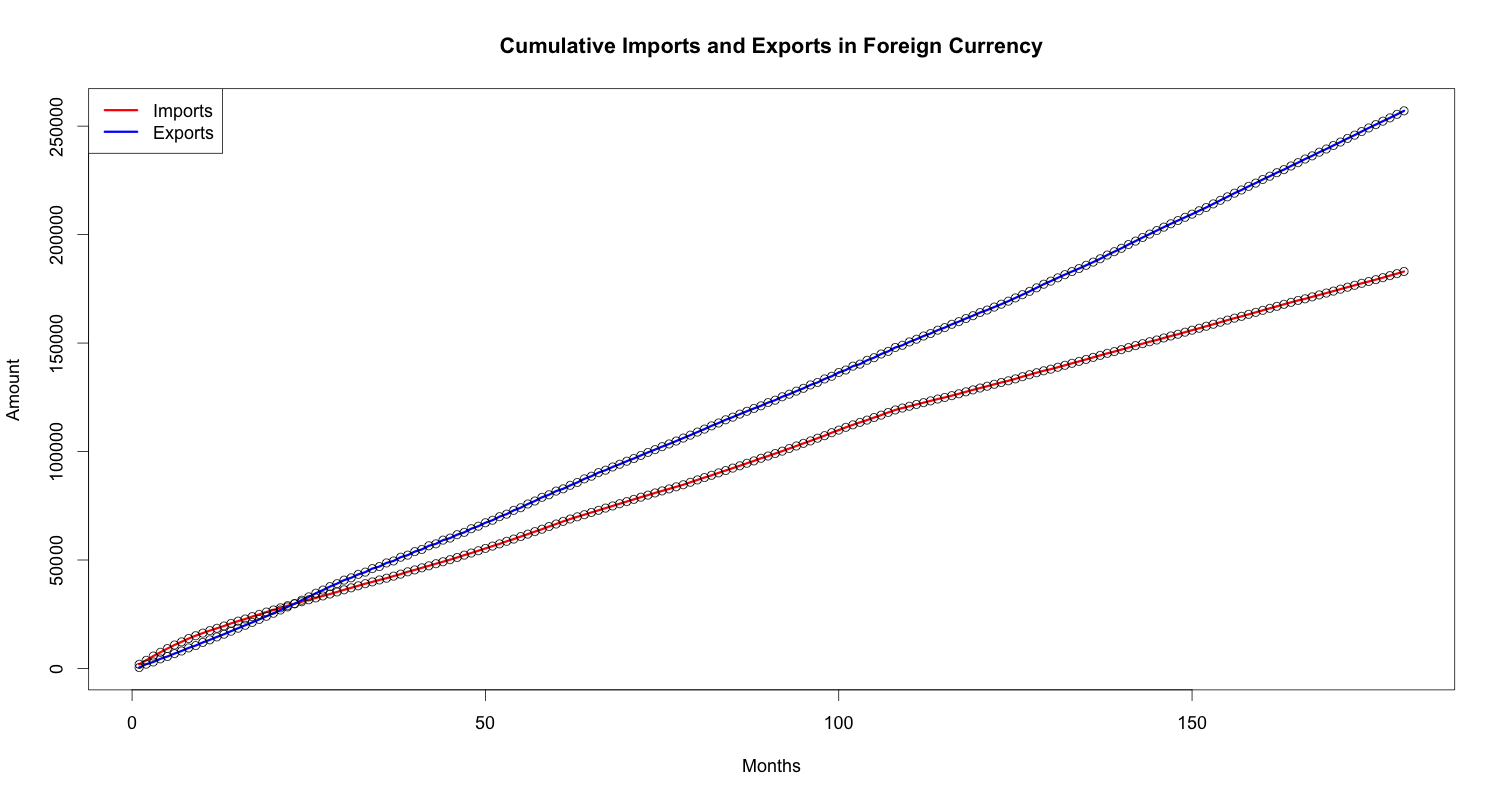 Cumulative Imports and Exports in Foreign Currency
Imports
Exports
Amount
250000
200000
150000
100000
50000
0
0 50 100 150
Months